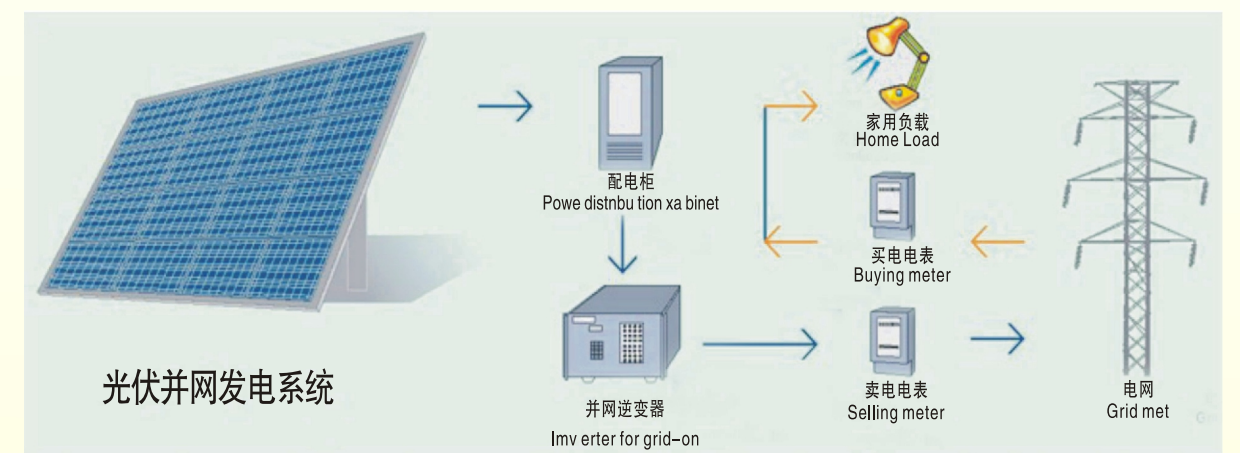 家用负载
Home Load
配电柜
Powe distnbu tion xa binet
买电电表
Buying meter
光伏并网发电系统
并网逆变器
Imv erter for grid-on
卖电电表
Selling meter
电网
Grid met